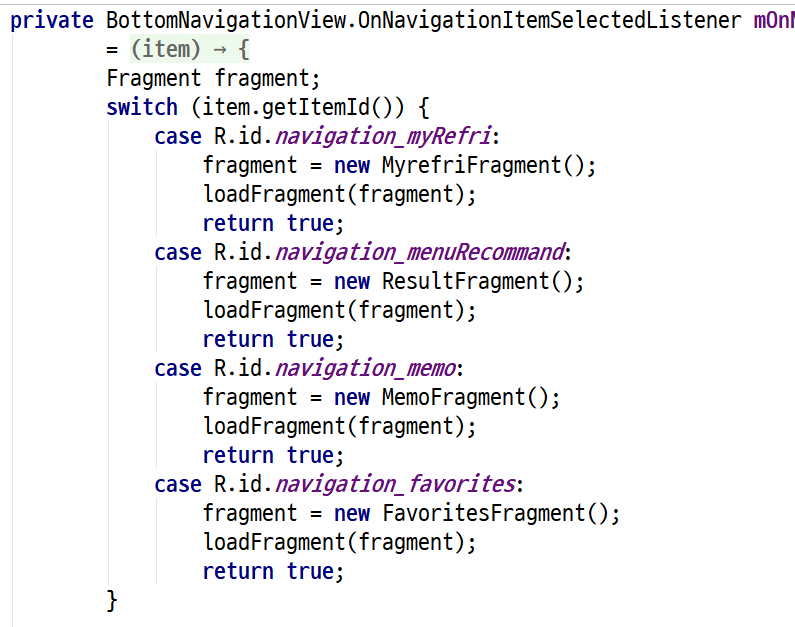 private BottomNavigationView.OnNavigationItemSelectedListener
= (item) → {
Fragment fragment;
switch (item.getItemId()) {
case R.id.navigation_myRefri:
fragment = new MyrefriFragment();
loadFragment(fragment);
return true;
case R.id.navigation_menuRecommand:
fragment = new ResultFragment();
loadFragment(fragment);
return true;
case R.id.navigation_memo:
fragment = new MemoFragment();
loadFragment(fragment);
return true;
case R.id.navigation_favorites:
fragment = new FavoritesFragment();
loadFragment(fragment);
return true;
}